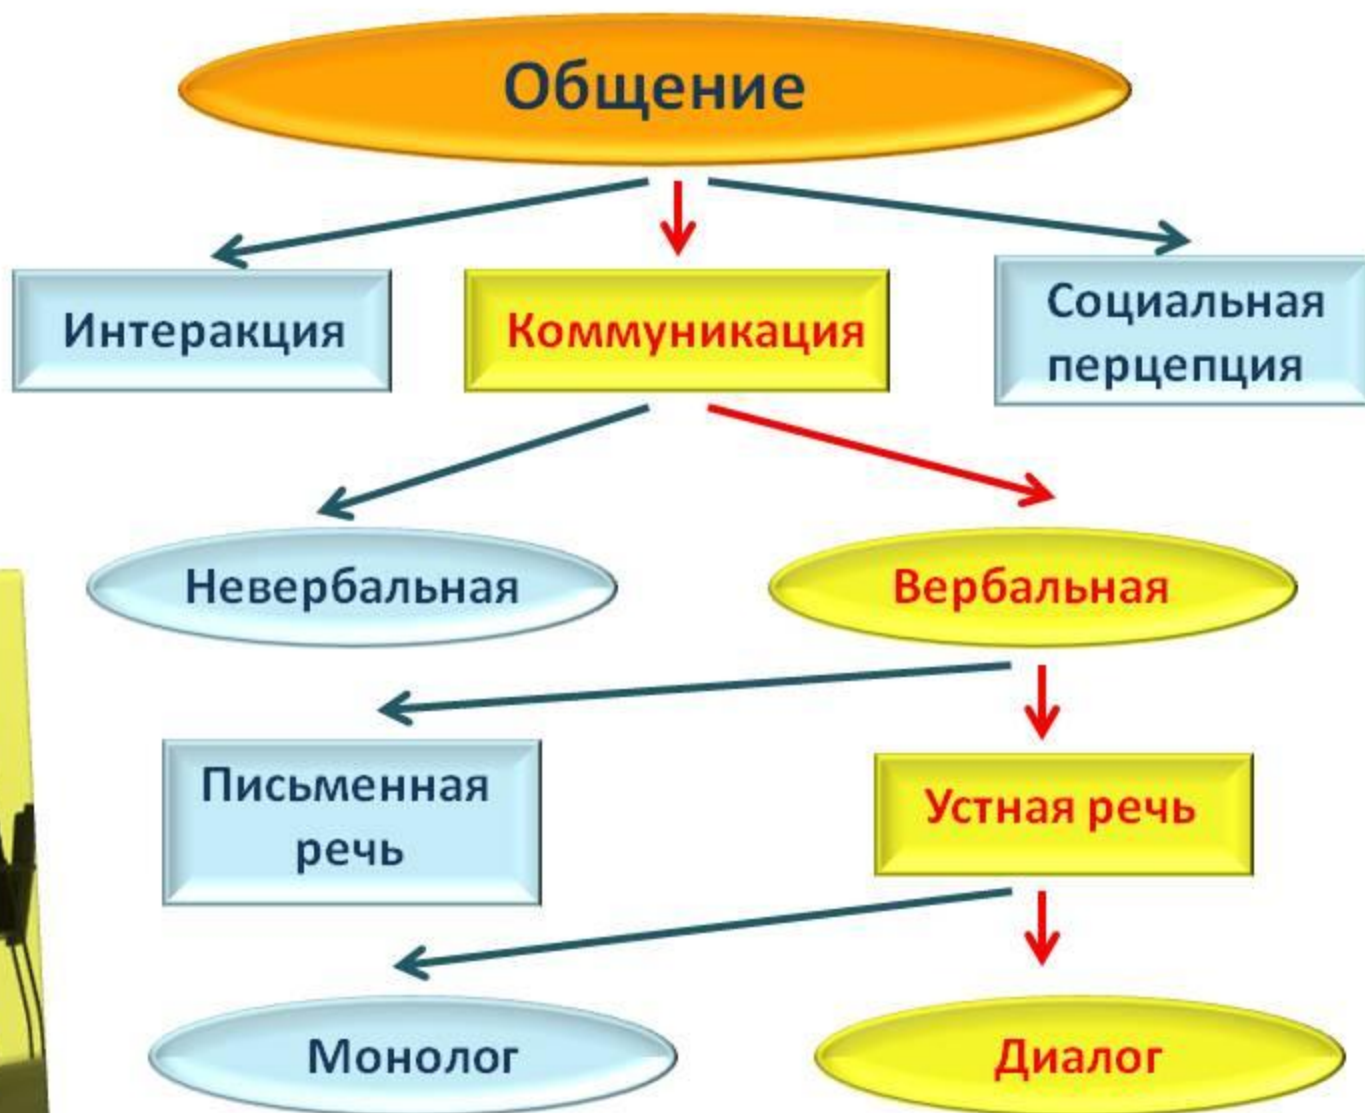 Общение
Интеракция
Коммуникация
Социальная
перцепция
Невербальная
Вербальная
Письменная
речь
Устная речь
Монолог
Диалог